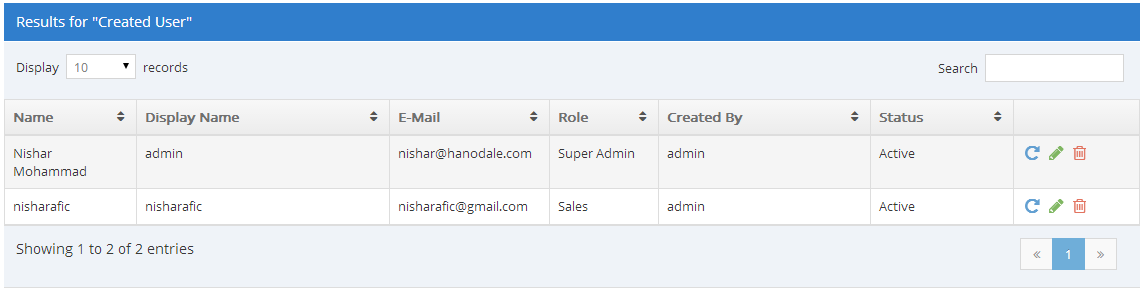 Results for "Created User"
Display 10 records Search
Name Display Name E-Mail Role Created By Status
Nishar Mohammad admin nishar@hanodale.com Super Admin admin Active
nisharafic nisharafic nisharafic@gmail.com Sales admin Active
Showing 1 to 2 of 2 entries « 1 »